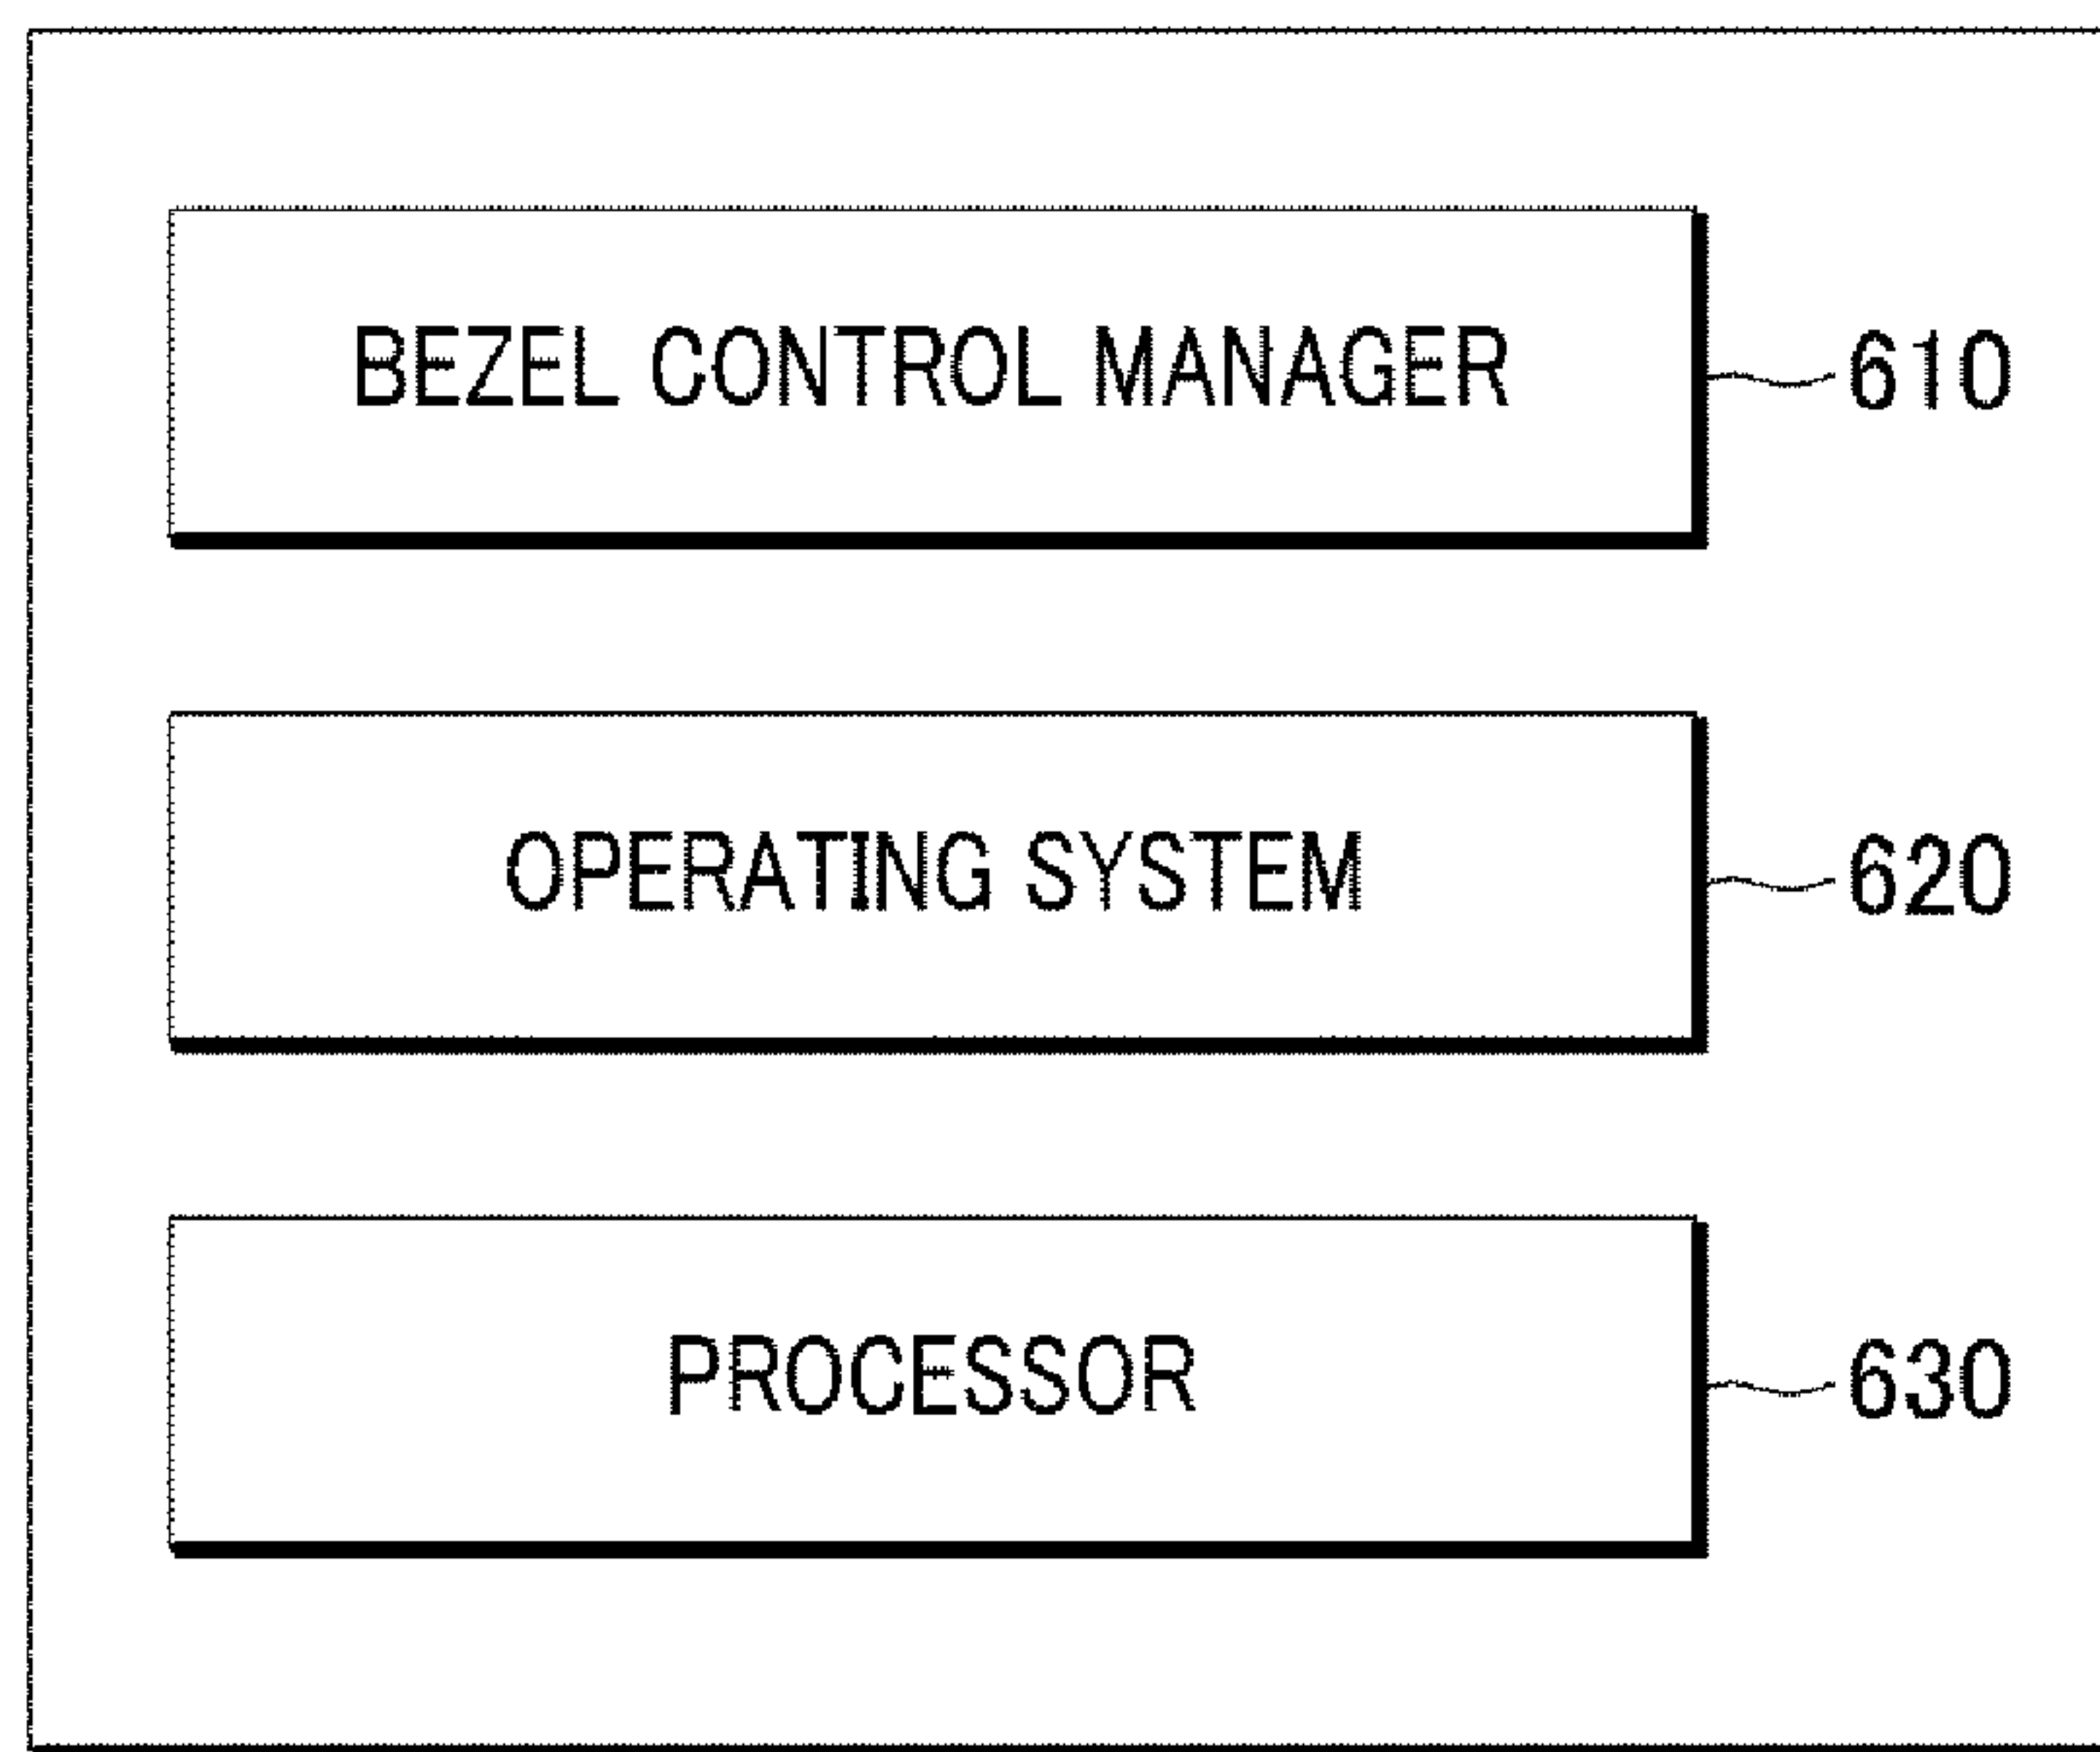 BEZEL CONTROL MANAGER 610
OPERATING SYSTEM 620
PROCESSOR 630